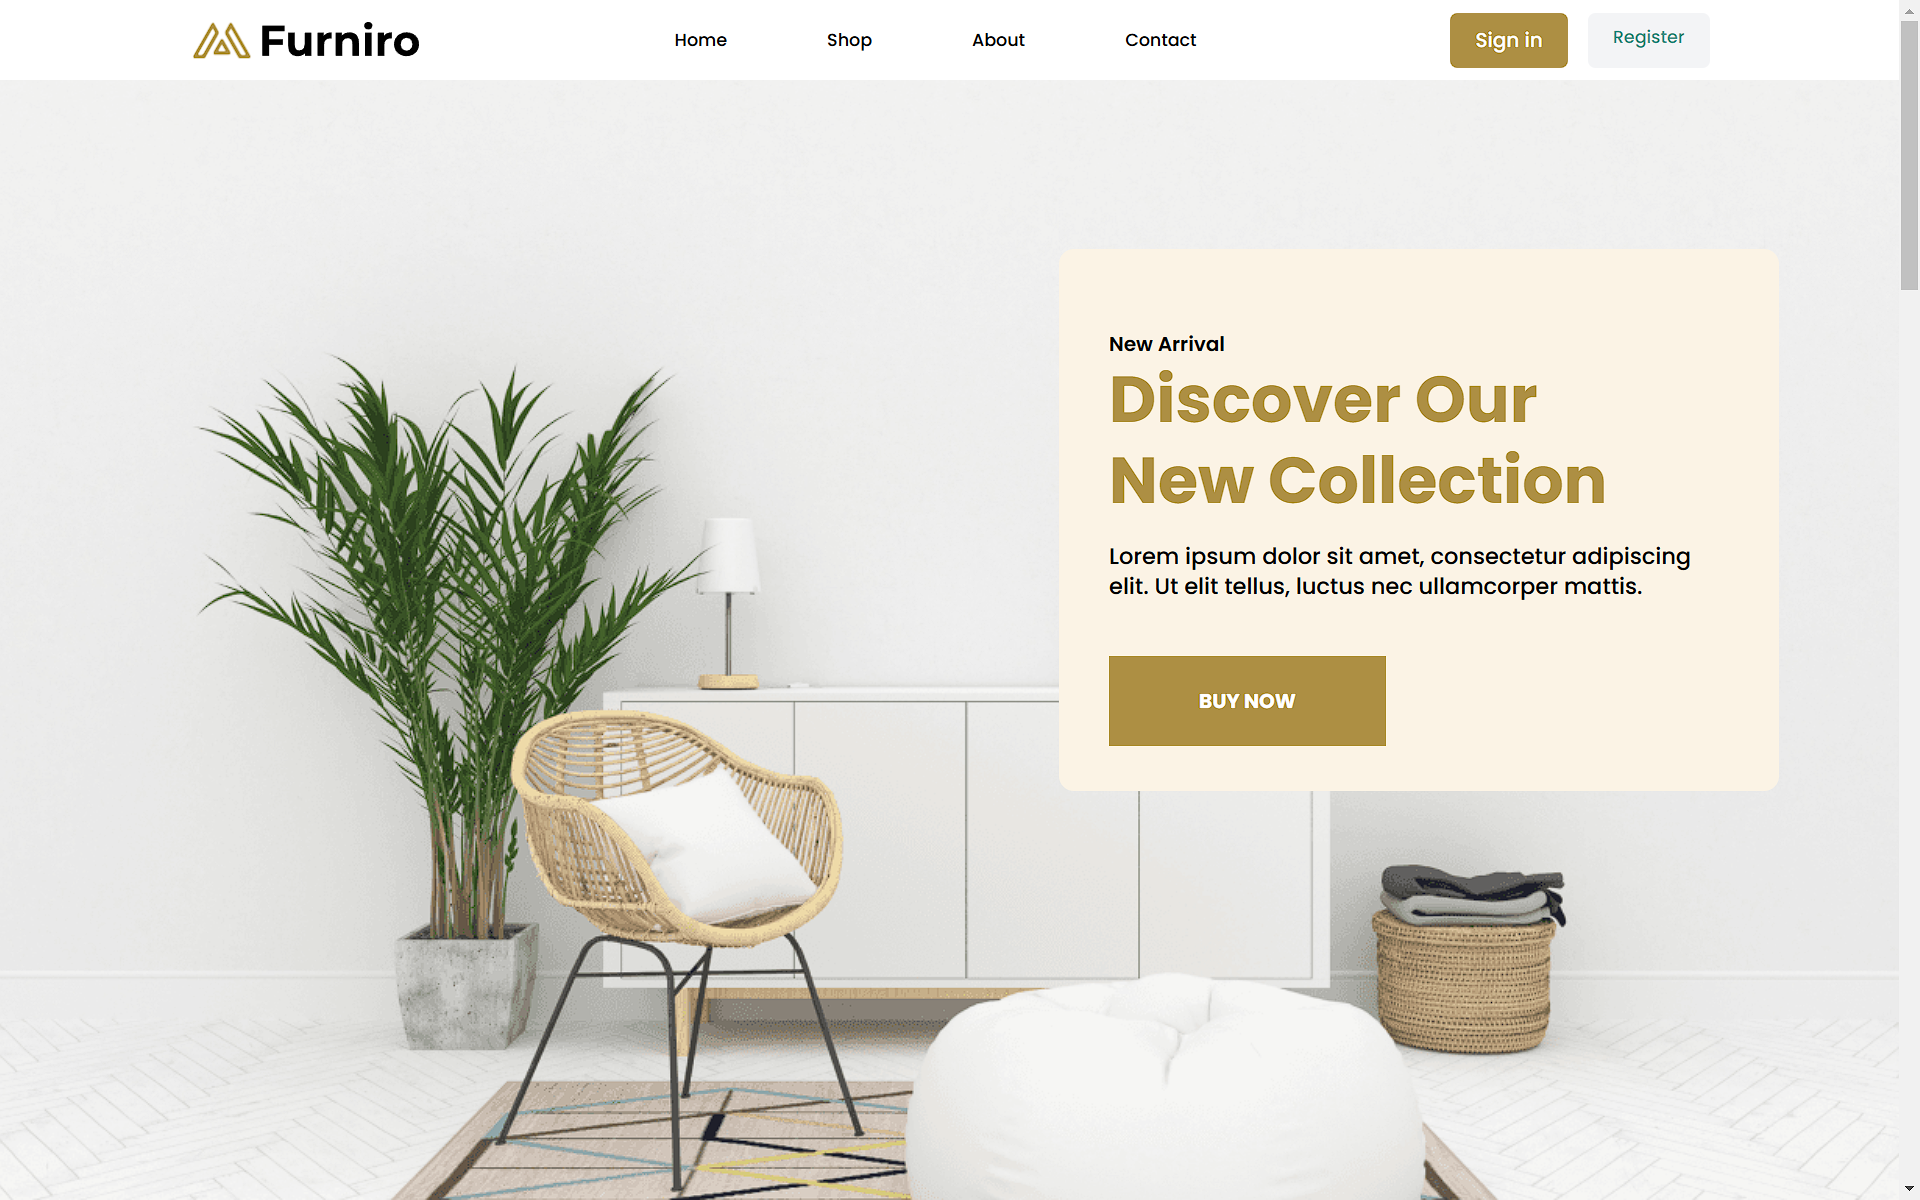 Furniro
Home
Shop
About
Contact
Sign in
Register
New Arrival
Discover Our
New Collection
Lorem ipsum dolor sit amet, consectetur adipiscing
elit. Ut elit tellus, luctus nec ullamcorper mattis.
BUY NOW